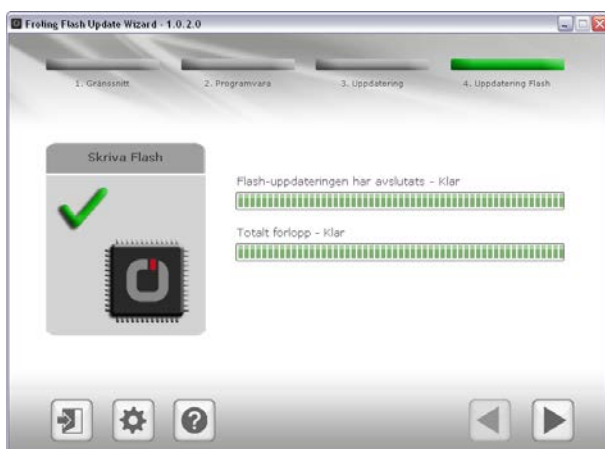 Froling Flash Update Wizard - 1.0.2.0
1. Gränssnitt
2. Programvara
3. Uppdatering
4. Uppdatering Flash
Skriva Flash
Flash-uppdateringen har avslutats - Klar
Totalt förlopp - Klar
?